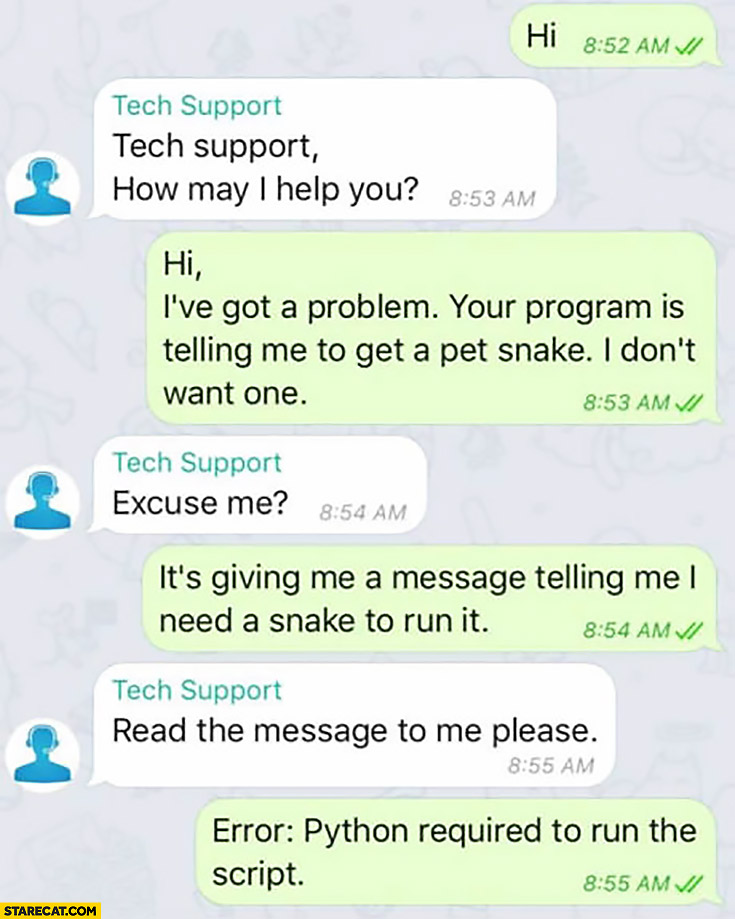 Hi 8:52 AM
Tech Support
Tech support,
How may I help you? 8:53 AM
Hi,
I've got a problem. Your program is
telling me to get a pet snake. I don't
want one. 8:53 AM
Tech Support
Excuse me? 8:54 AM
It's giving me a message telling me I
need a snake to run it. 8:54 AM
Tech Support
Read the message to me please.
8:55 AM
Error: Python required to run the
script. 8:55 AM
STARECAT.COM